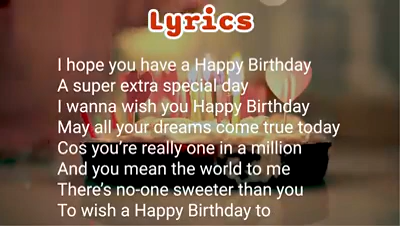 Lyrics
I hope you have a Happy Birthday
A super extra special day
I wanna wish you Happy Birthday
May all your dreams come true today
Cos you're really one in a million
And you mean the world to me
There's no-one sweeter than you
To wish a Happy Birthday to